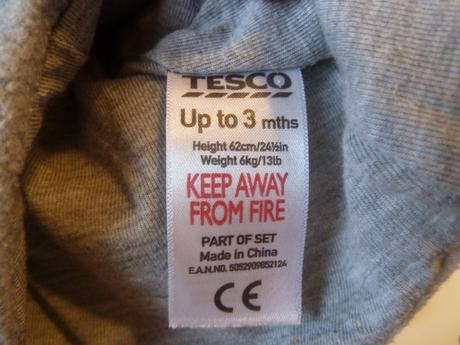 TESCO
Up to 3 mths
Height 62cm/24½in
Weight 6kg/13lb
KEEP AWAY
FROM FIRE
PART OF SET
Made in China
E.A.N.NO. 5052909852124
CE